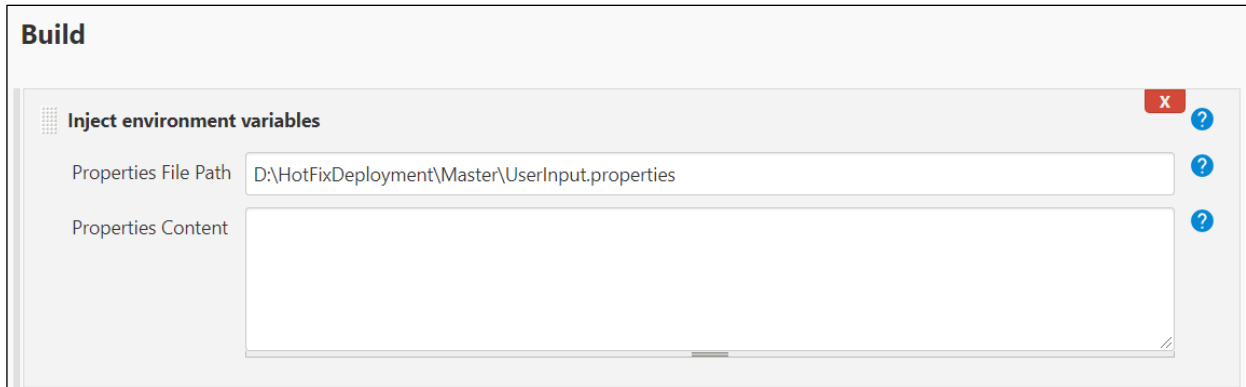 Build
X
Inject environment variables
?
Properties File Path D:\HotFixDeployment\Master\UserInput.properties ?
Properties Content ?